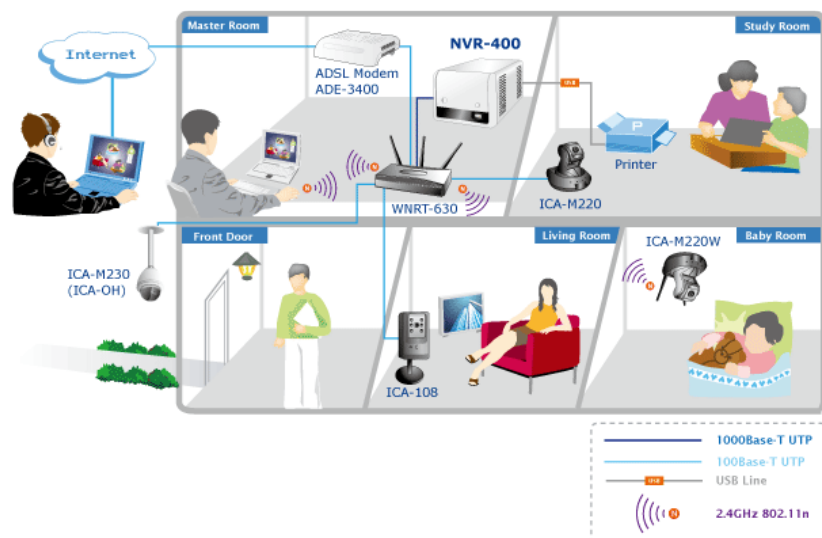 Master Room
Study Room
Internet
NVR-400
ADSL Modem
ADE-3400
USB
P
Printer
N
N
N
WNRT-630
ICA-M220
Front Door
Living Room
ICA-M220W
Baby Room
ICA-M230
(ICA-OH)
N
ICA-108
1000Base-T UTP
100Base-T UTP
USB
USB Line
N
2.4GHz 802.11n